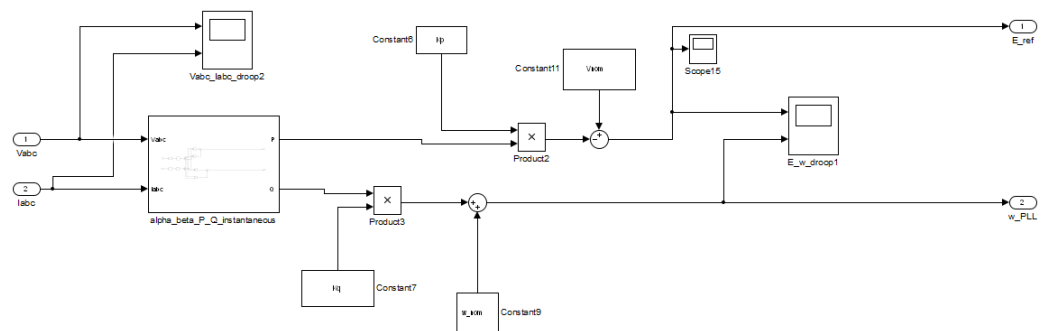 Constant6
Kp
Constant11
Vnom
Vabc_Iabc_droop2
Scope15
1
E_ref
E_w_droop1
1
Vabc
Vabc
P
Product2
2
Iabc
Iabc
Q
alpha_beta_P_Q_instantaneous
Product3
2
w_PLL
Kq
Constant7
w_nom
Constant9